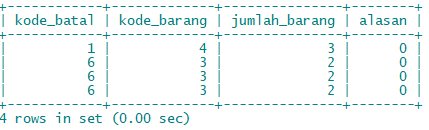 +------------+-------------+---------------+--------+
| kode_batal | kode_barang | jumlah_barang | alasan |
+------------+-------------+---------------+--------+
|          1 |           4 |             3 |      0 |
|          6 |           3 |             2 |      0 |
|          6 |           3 |             2 |      0 |
|          6 |           3 |             2 |      0 |
+------------+-------------+---------------+--------+
4 rows in set (0.00 sec)